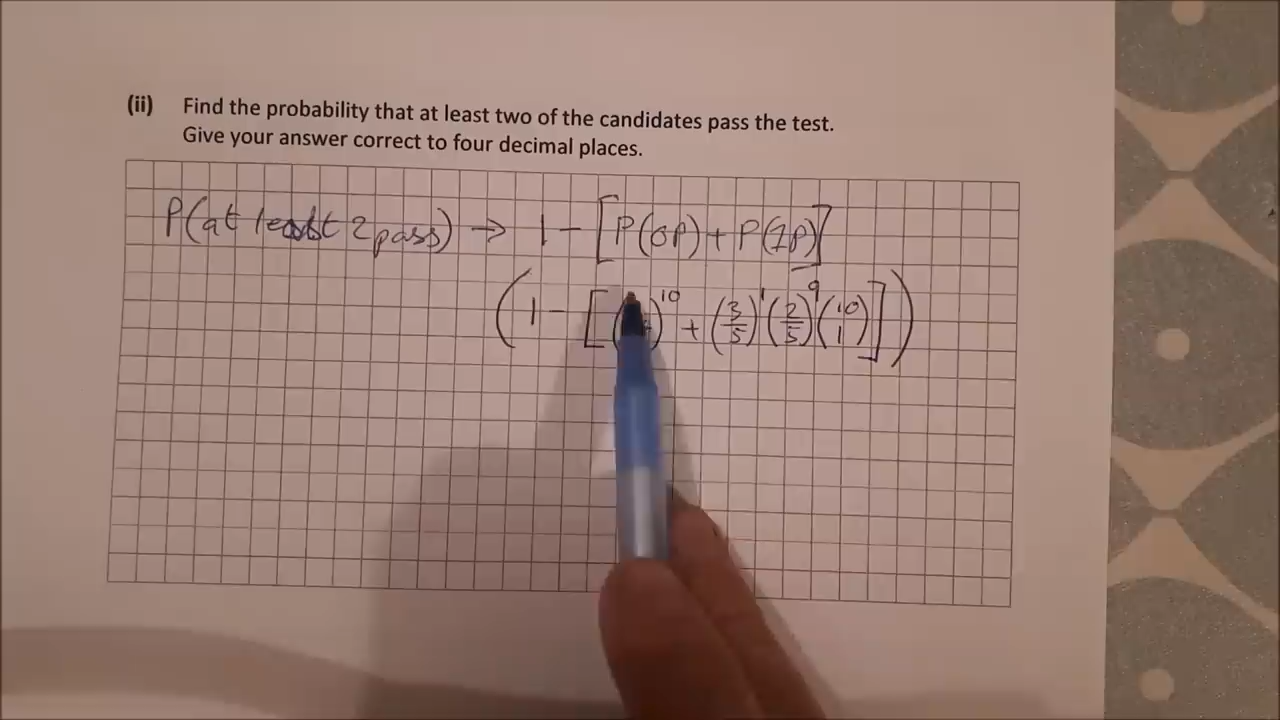 (ii) Find the probability that at least two of the candidates pass the test.
Give your answer correct to four decimal places.
P(at least 2 pass) → 1 - [P(0P) + P(1P)]
(1 - [( )^10 + (3/5)^1 (2/5)^9 (10 1)])